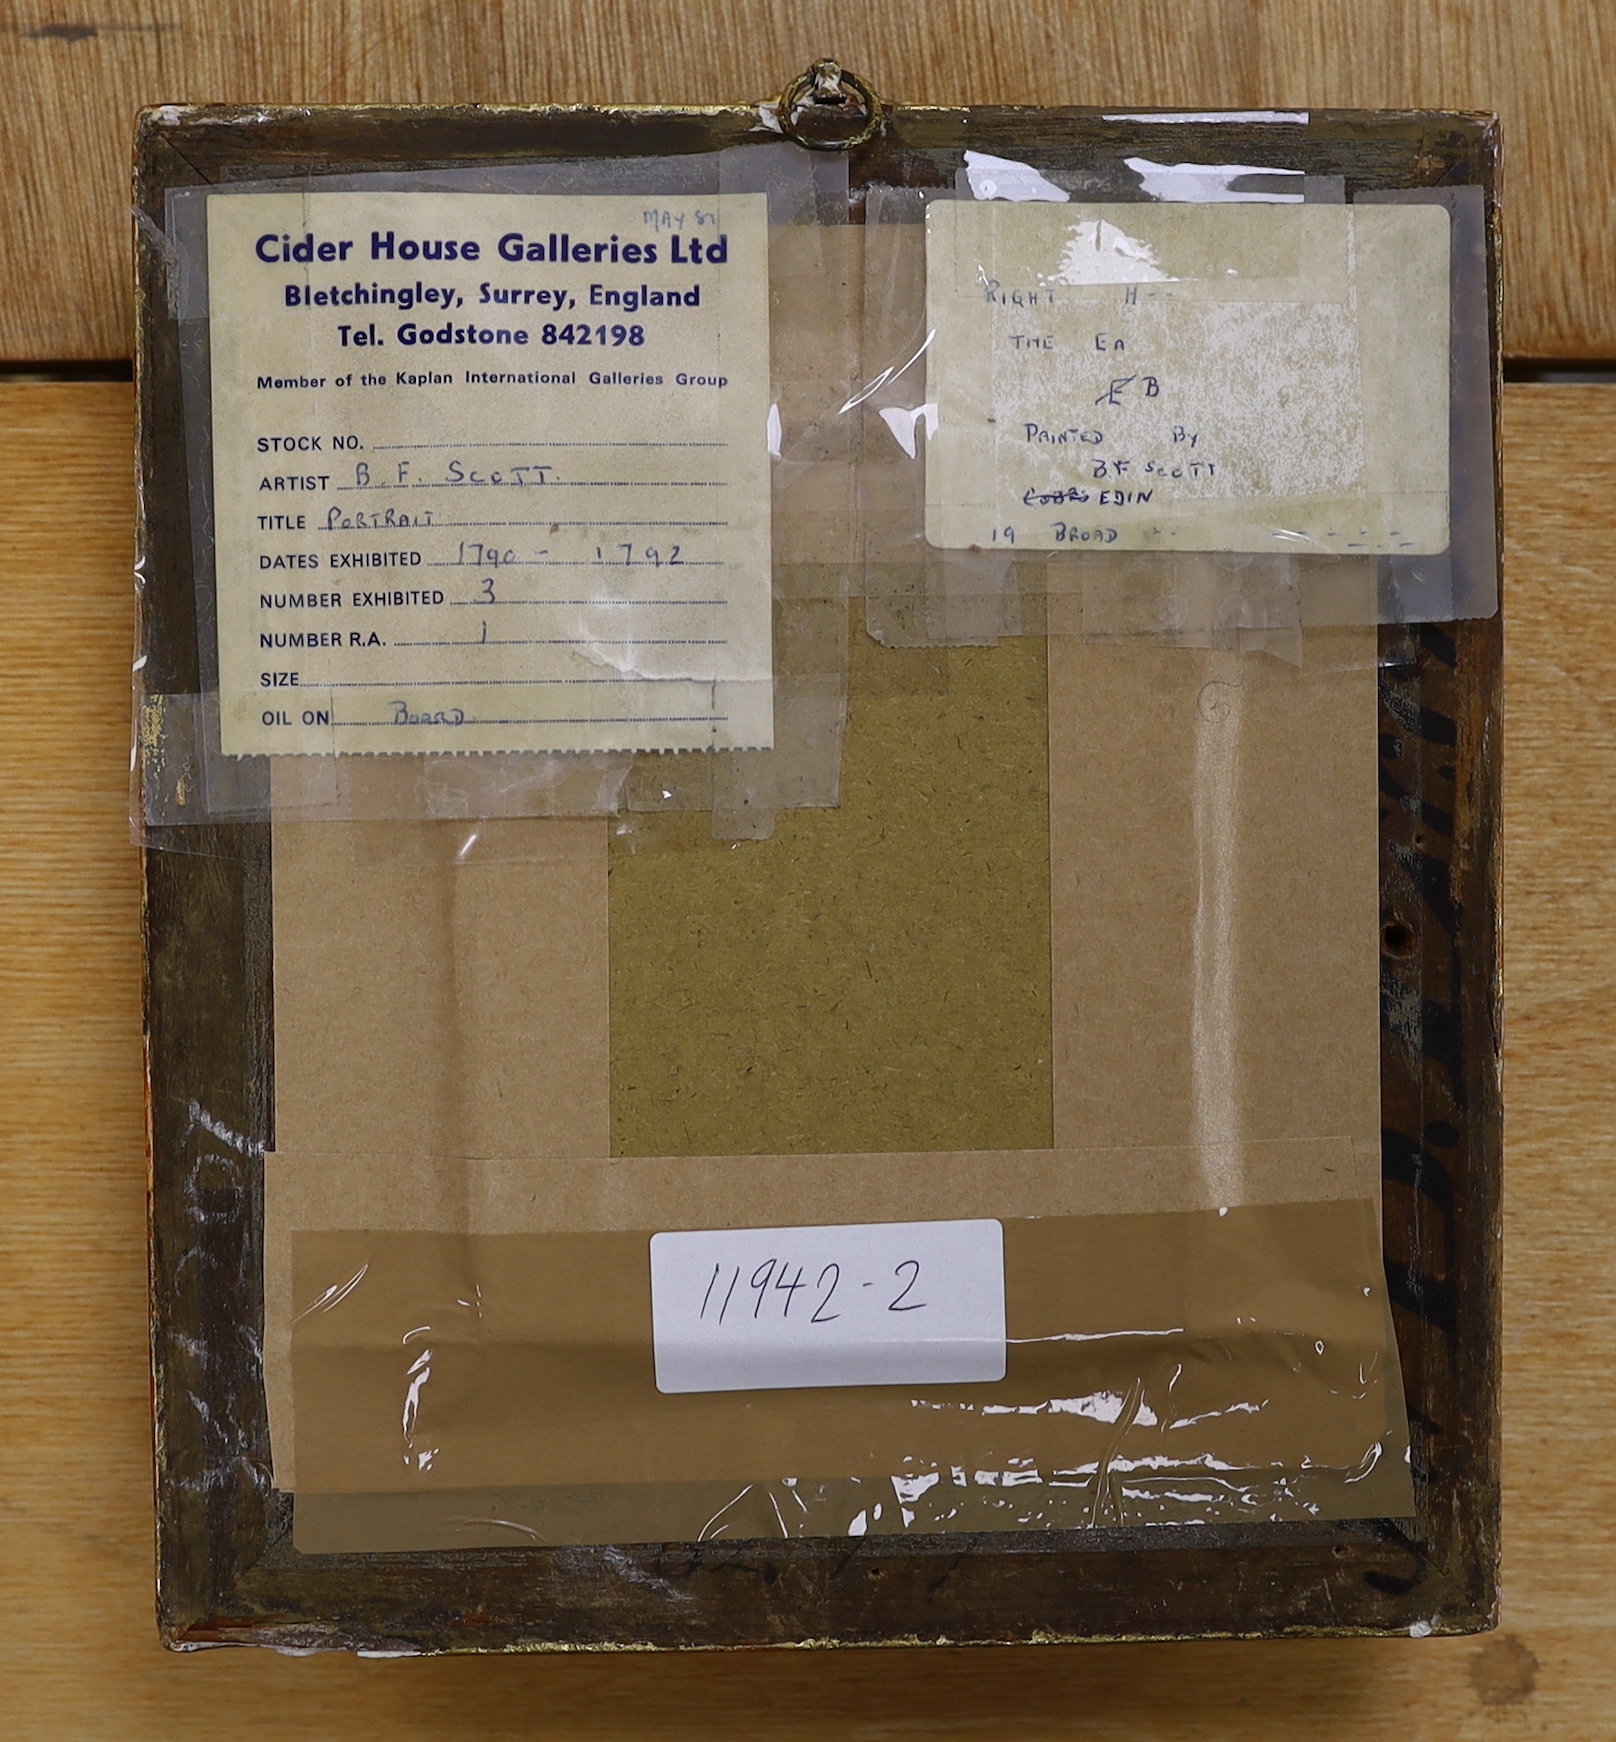 MAY 87
Cider House Galleries Ltd
Bletchingley, Surrey, England
Tel. Godstone 842198
Member of the Kaplan International Galleries Group
STOCK NO.
ARTIST B.F. SCOTT.
TITLE PORTRAIT
DATES EXHIBITED 1790 - 1792
NUMBER EXHIBITED 3
NUMBER R.A. 1
SIZE
OIL ON BOARD
RIGHT H
THE EA
E B
PAINTED BY
BF SCOTT
EDIN
19 BROAD
11942-2